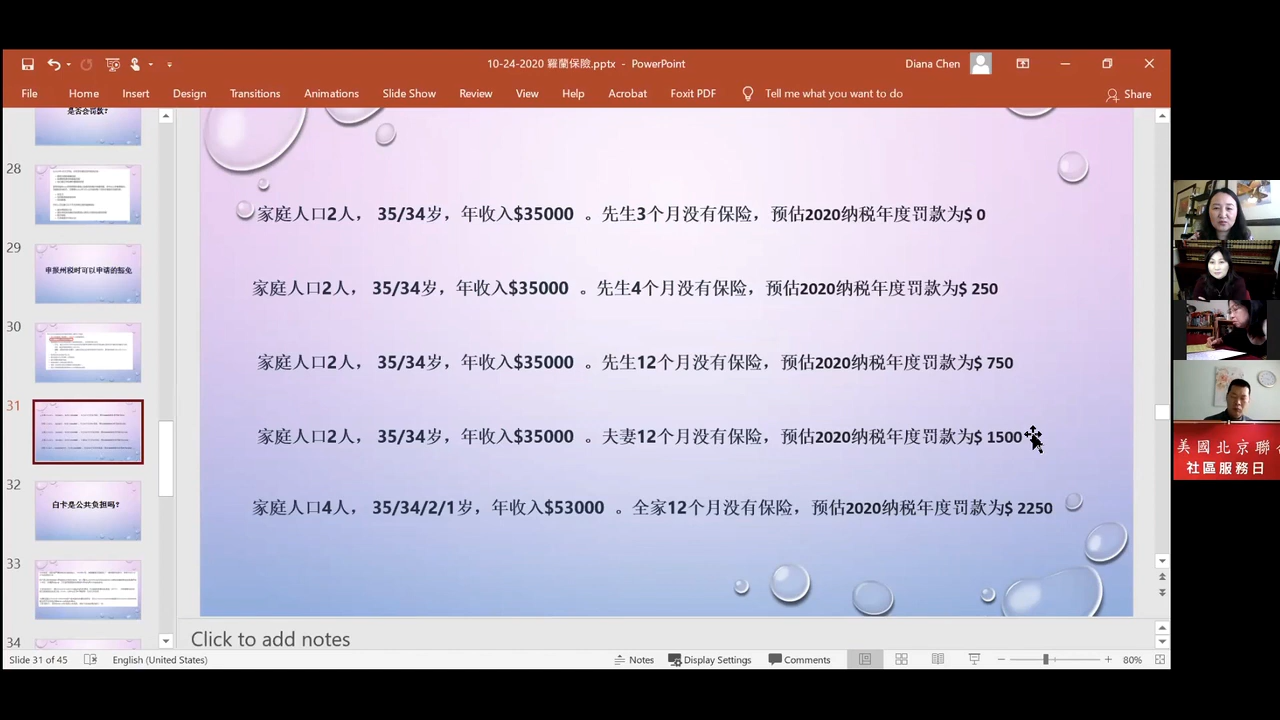 10-24-2020 羅蘭保險.pptx - PowerPoint
Diana Chen
File Home Insert Design Transitions Animations Slide Show Review View Help Acrobat Foxit PDF Tell me what you want to do Share
是否会罚款?
28
29
申报州税时可以申请的豁免
30
31
32
白卡是公共负担吗?
33
34
家庭人口2人， 35/34岁，年收入$35000 。先生3个月没有保险，预估2020纳税年度罚款为$ 0
家庭人口2人， 35/34岁，年收入$35000 。先生4个月没有保险，预估2020纳税年度罚款为$ 250
家庭人口2人， 35/34岁，年收入$35000 。先生12个月没有保险，预估2020纳税年度罚款为$ 750
家庭人口2人， 35/34岁，年收入$35000 。夫妻12个月没有保险，预估2020纳税年度罚款为$ 1500
家庭人口4人， 35/34/2/1岁，年收入$53000 。全家12个月没有保险，预估2020纳税年度罚款为$ 2250
美國北京聯合
社區服務日
Click to add notes
Slide 31 of 45 English (United States) Notes Display Settings Comments 80%